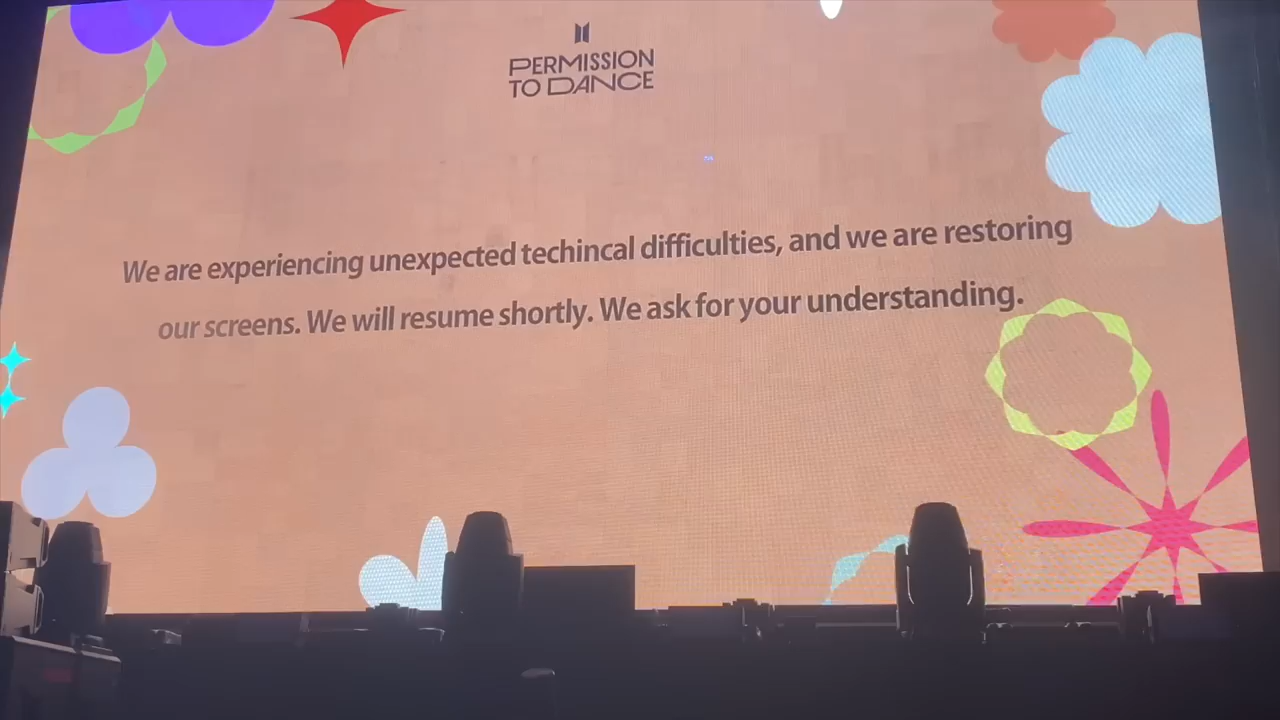 PERMISSION
TO DANCE
We are experiencing unexpected techincal difficulties, and we are restoring
our screens. We will resume shortly. We ask for your understanding.